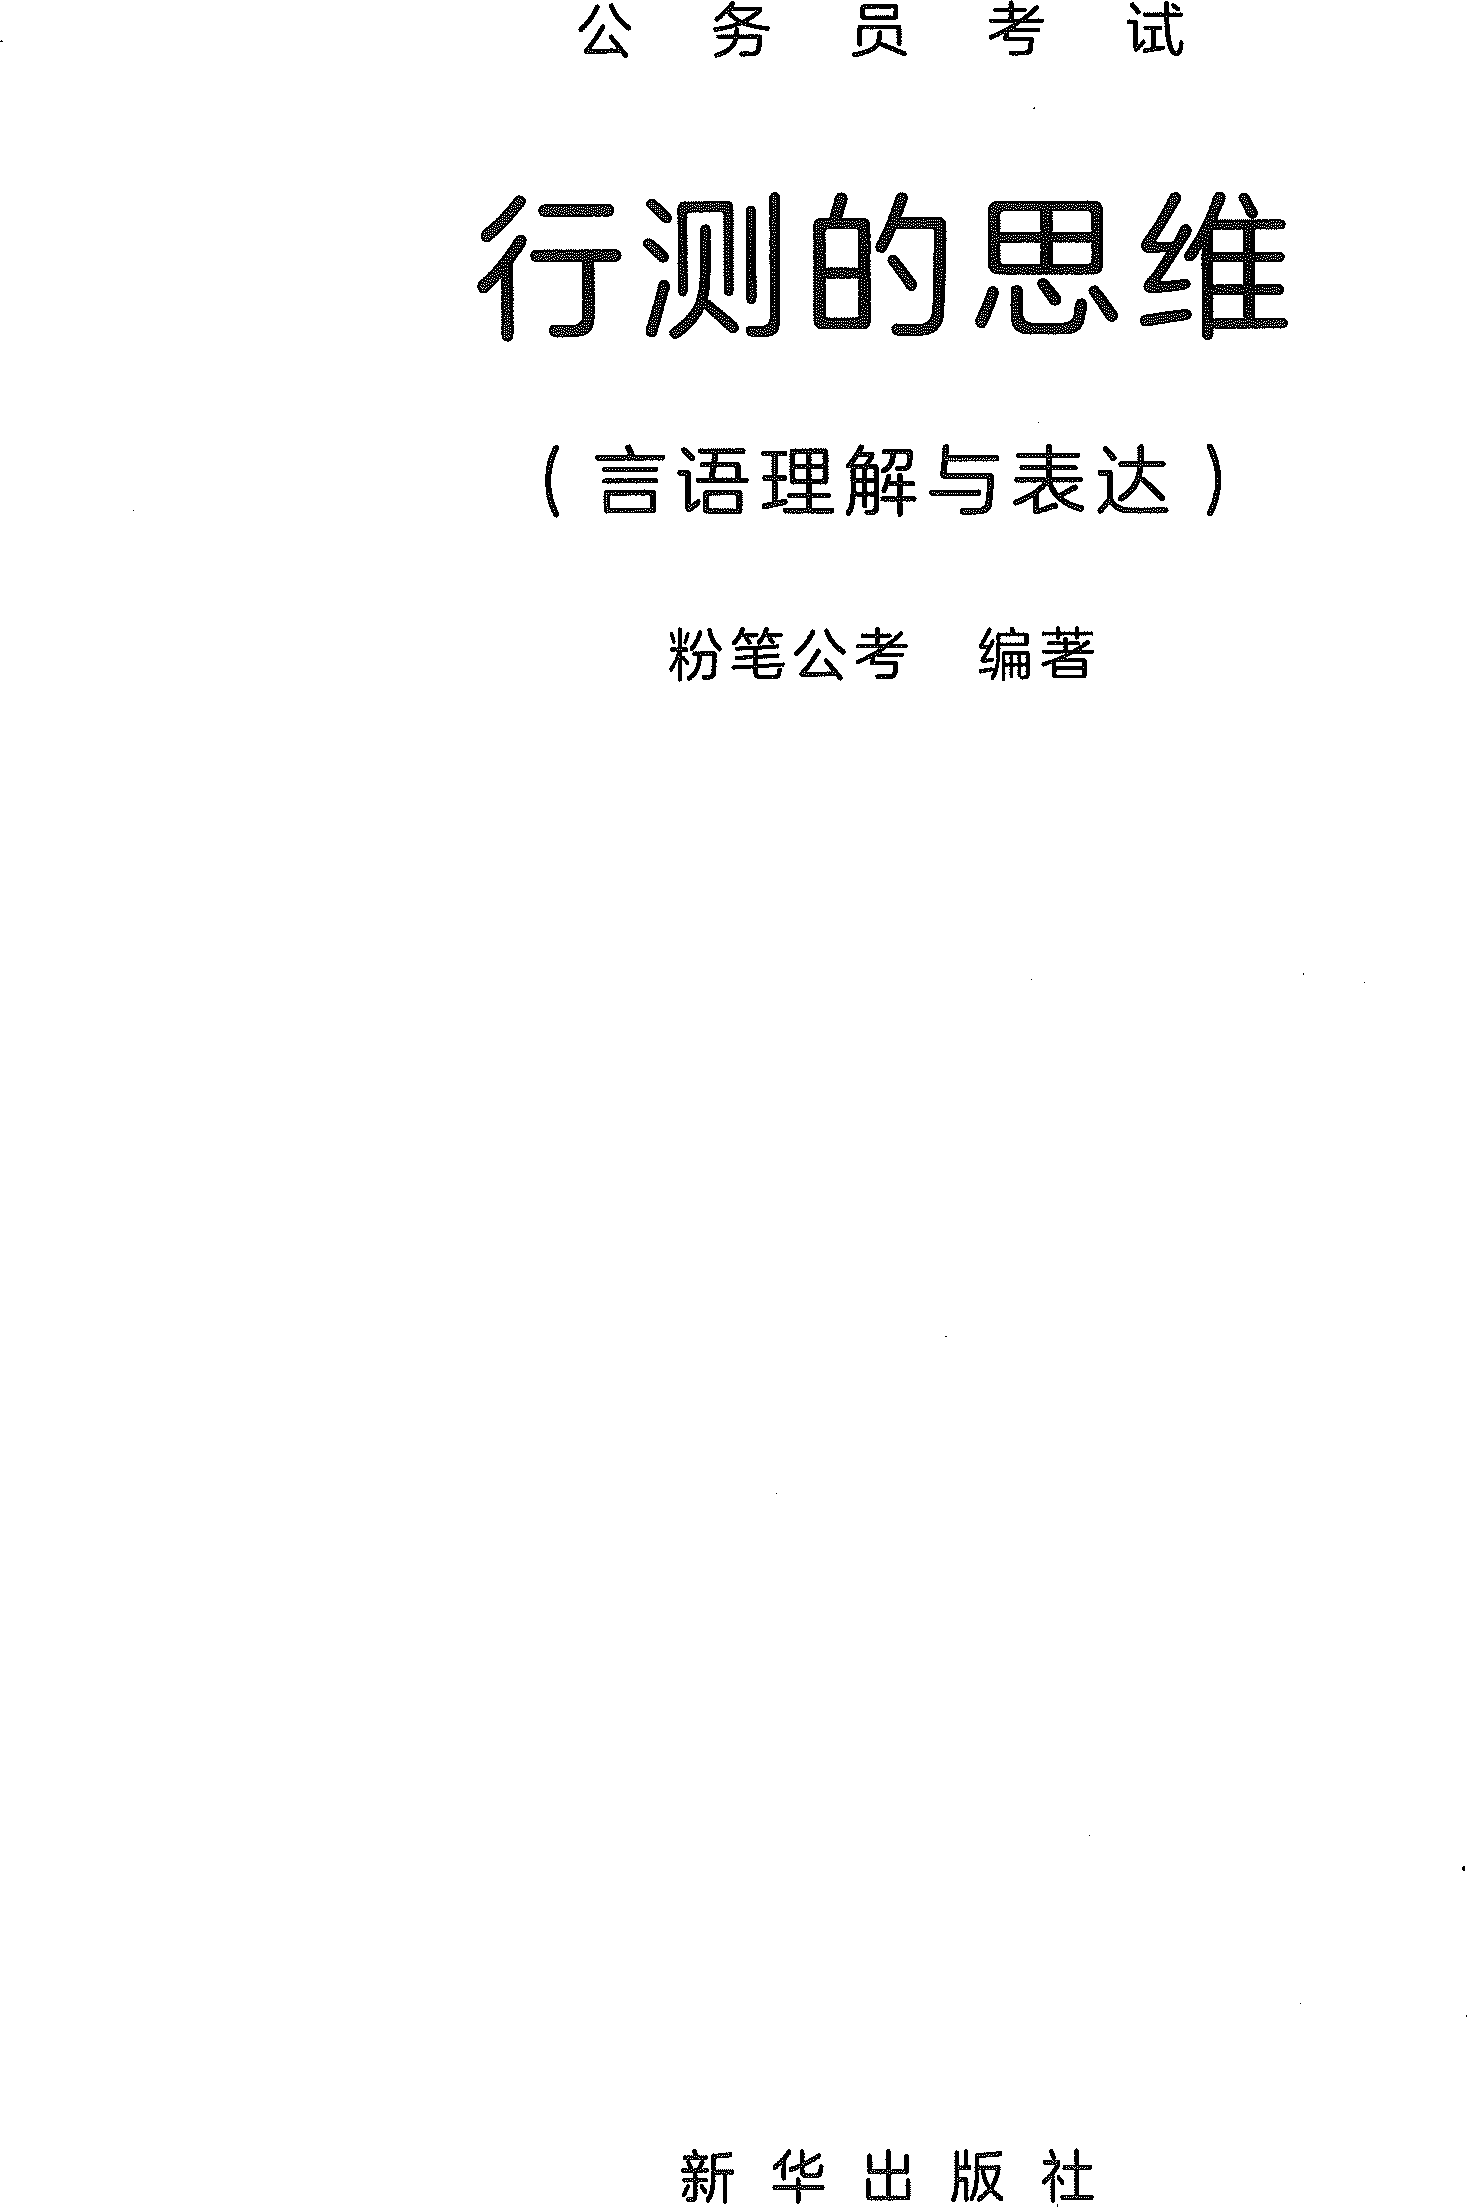 公务员考试
行测的思维
（言语理解与表达）
粉笔公考 编著
新华出版社